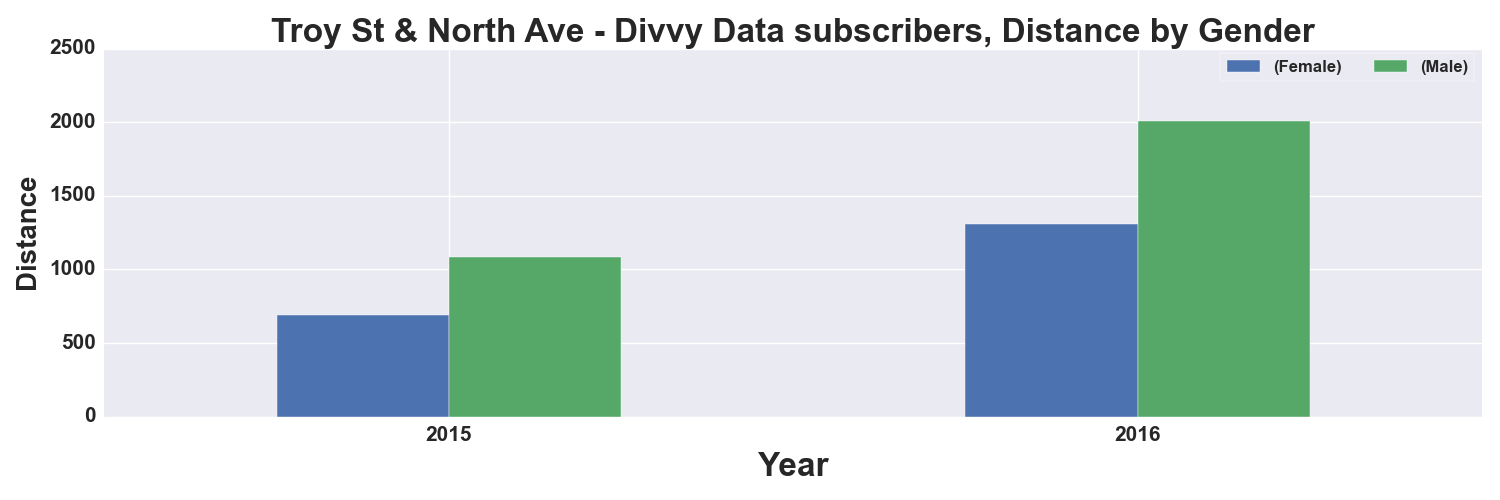 Troy St & North Ave - Divvy Data subscribers, Distance by Gender
2500
2000
1500
1000
500
0
Distance
(Female) (Male)
2015 2016
Year